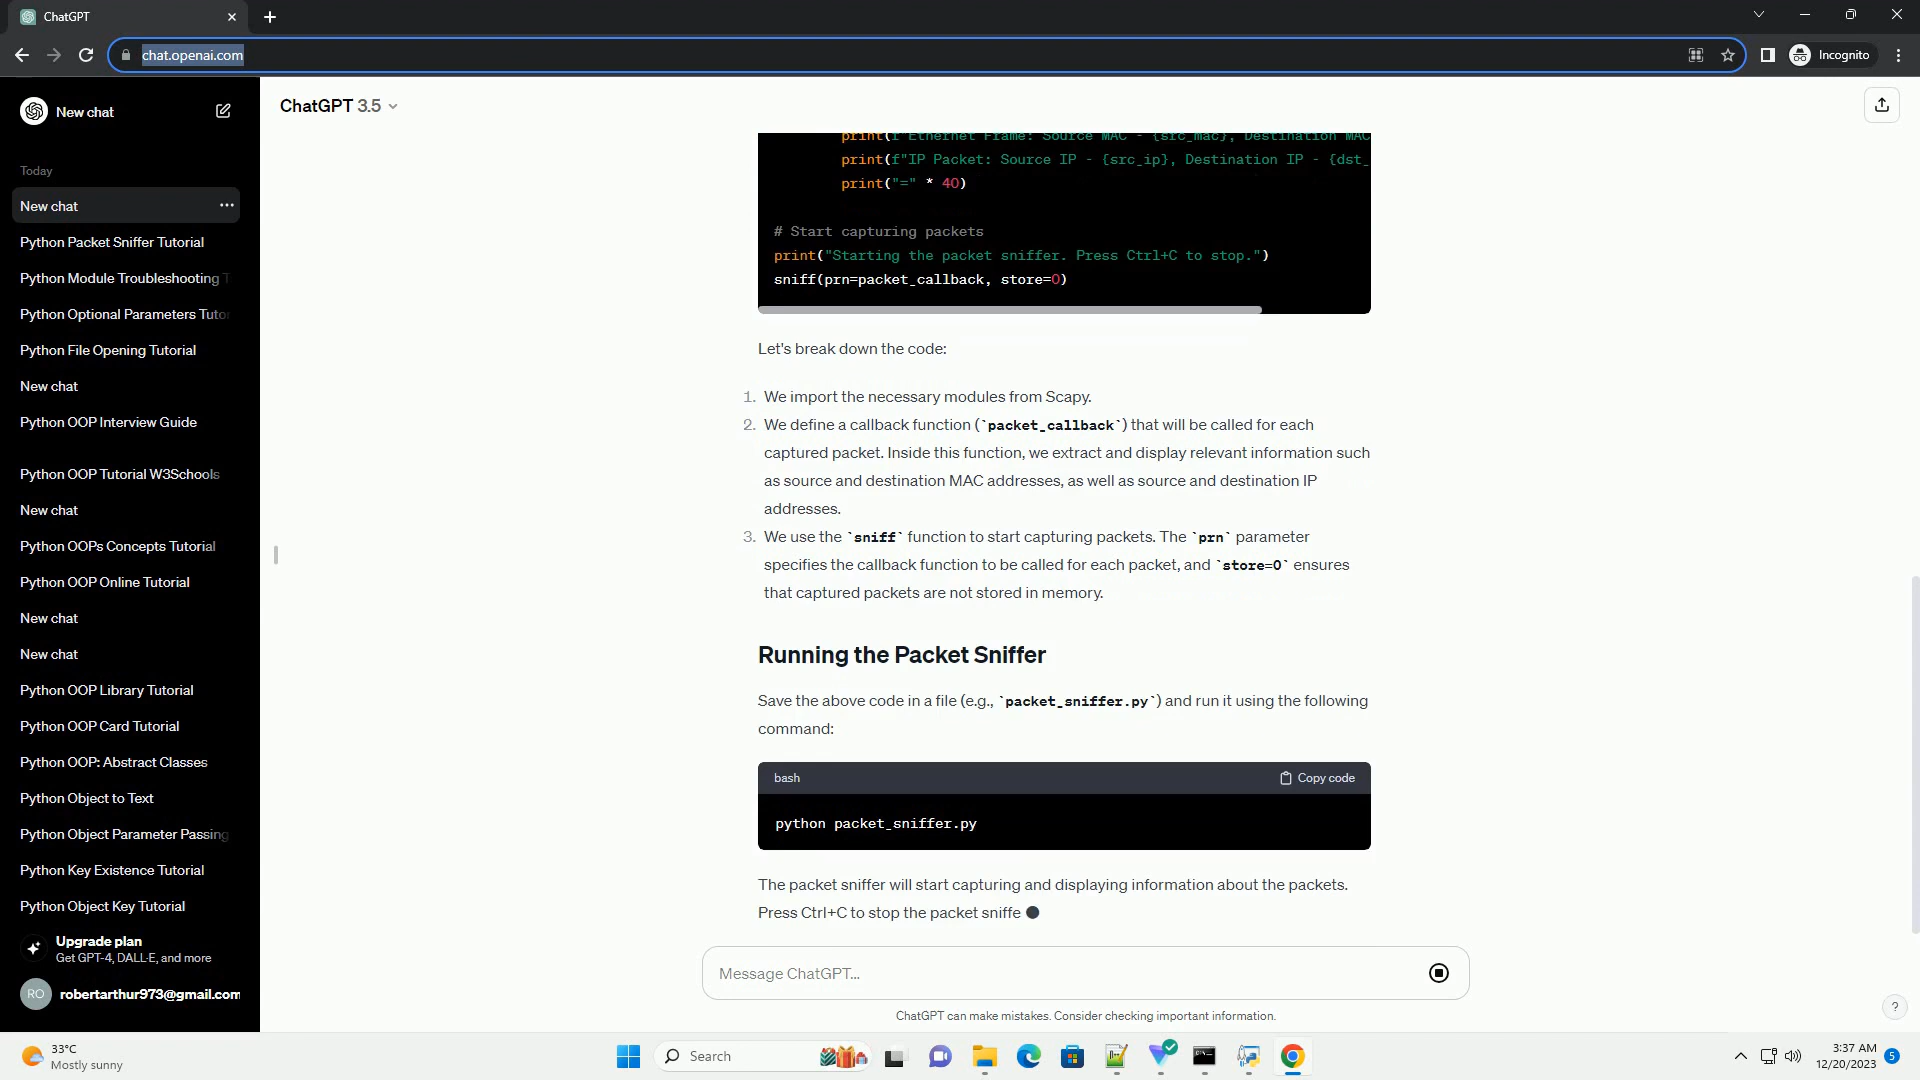 ChatGPT
chat.openai.com
Incognito
New chat
Today
New chat
Python Packet Sniffer Tutorial
Python Module Troubleshooting
Python Optional Parameters Tuto
Python File Opening Tutorial
New chat
Python OOP Interview Guide
Python OOP Tutorial W3Schools
New chat
Python OOPs Concepts Tutorial
Python OOP Online Tutorial
New chat
New chat
Python OOP Library Tutorial
Python OOP Card Tutorial
Python OOP: Abstract Classes
Python Object to Text
Python Object Parameter Passing
Python Key Existence Tutorial
Python Object Key Tutorial
Upgrade plan
Get GPT-4, DALL·E, and more
RO
robertarthur973@gmail.com
ChatGPT 3.5
print(f"Ethernet Frame: Source MAC - {src_mac}, Destination MAC
print(f"IP Packet: Source IP - {src_ip}, Destination IP - {dst_
print("=" * 40)
# Start capturing packets
print("Starting the packet sniffer. Press Ctrl+C to stop.")
sniff(prn=packet_callback, store=0)
Let's break down the code:
1. We import the necessary modules from Scapy.
2. We define a callback function (`packet_callback`) that will be called for each
captured packet. Inside this function, we extract and display relevant information such
as source and destination MAC addresses, as well as source and destination IP
addresses.
3. We use the `sniff` function to start capturing packets. The `prn` parameter
specifies the callback function to be called for each packet, and `store=0` ensures
that captured packets are not stored in memory.
Running the Packet Sniffer
Save the above code in a file (e.g., `packet_sniffer.py`) and run it using the following
command:
bash
Copy code
python packet_sniffer.py
The packet sniffer will start capturing and displaying information about the packets.
Press Ctrl+C to stop the packet sniffe
Message ChatGPT...
ChatGPT can make mistakes. Consider checking important information.
?
33°C
Mostly sunny
Search
3:37 AM
12/20/2023
5